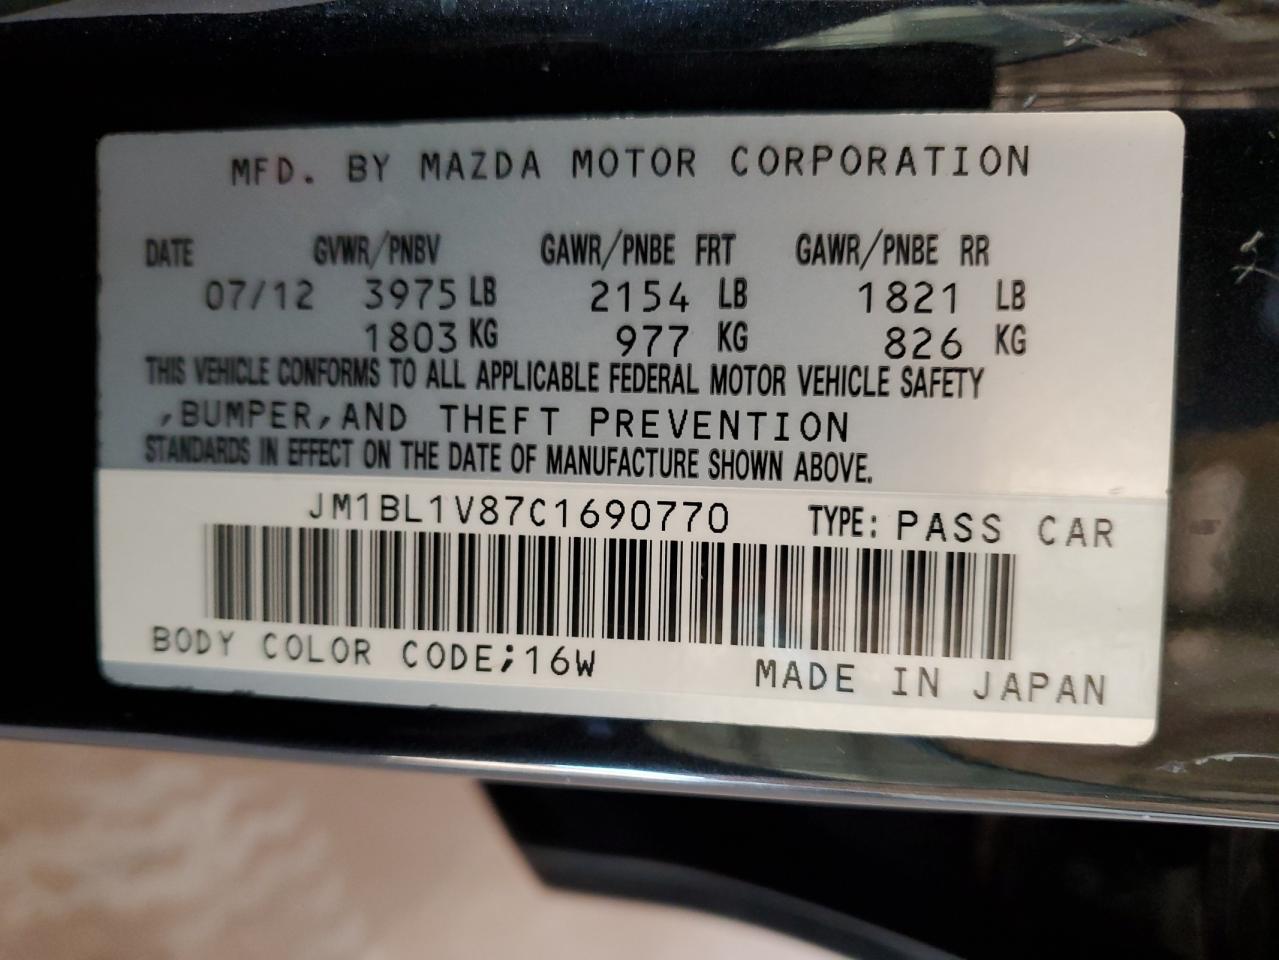 MFD. BY MAZDA MOTOR CORPORATION
DATE GVWR/PNBV GAWR/PNBE FRT GAWR/PNBE RR
07/12 3975 LB 2154 LB 1821 LB
1803 KG 977 KG 826 KG
THIS VEHICLE CONFORMS TO ALL APPLICABLE FEDERAL MOTOR VEHICLE SAFETY
,BUMPER,AND THEFT PREVENTION
STANDARDS IN EFFECT ON THE DATE OF MANUFACTURE SHOWN ABOVE.
JM1BL1V87C1690770 TYPE: PASS CAR
BODY COLOR CODE;16W MADE IN JAPAN